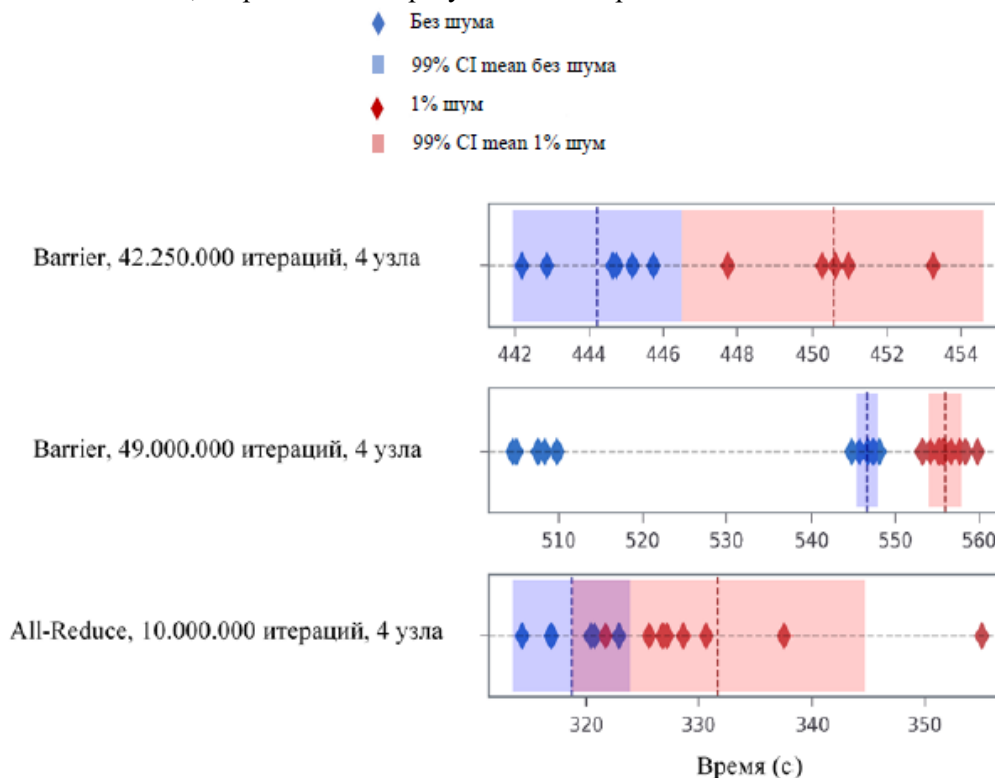 Без шума
99% CI mean без шума
1% шум
99% CI mean 1% шум
Barrier, 42.250.000 итераций, 4 узла
442 444 446 448 450 452 454
Barrier, 49.000.000 итераций, 4 узла
510 520 530 540 550 560
All-Reduce, 10.000.000 итераций, 4 узла
320 330 340 350
Время (с)